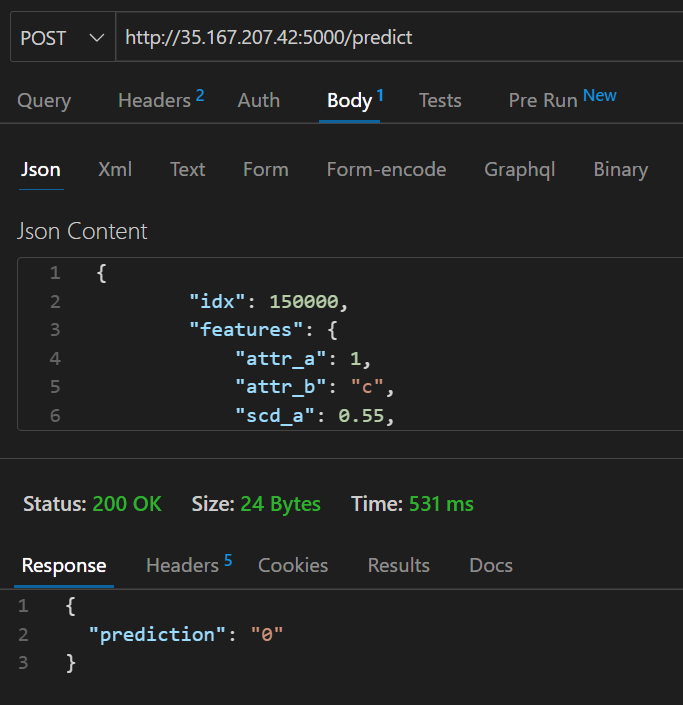 POST http://35.167.207.42:5000/predict
Query Headers 2 Auth Body 1 Tests Pre Run New
Json Xml Text Form Form-encode Graphql Binary
Json Content
1 {
2 "idx": 150000,
3 "features": {
4 "attr_a": 1,
5 "attr_b": "c",
6 "scd_a": 0.55,
Status: 200 OK Size: 24 Bytes Time: 531 ms
Response Headers 5 Cookies Results Docs
1 {
2 "prediction": "0"
3 }